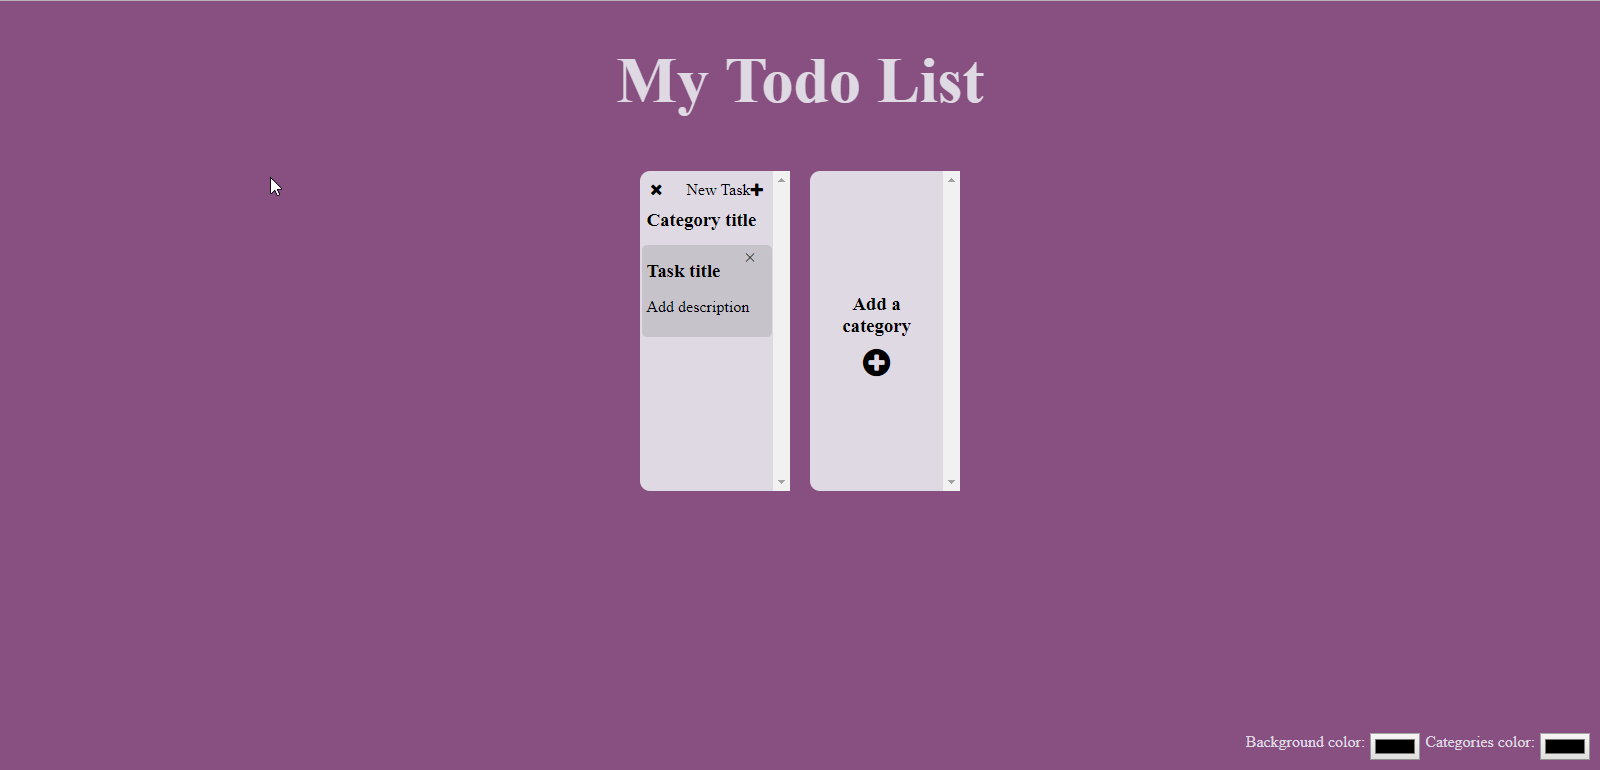 My Todo List
New Task
Category title
Task title
Add description
Add a
category
Background color: Categories color: